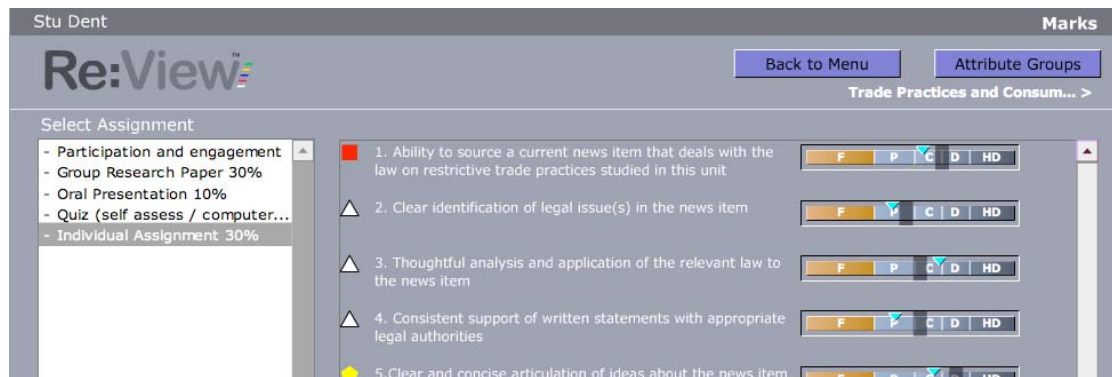 Stu Dent
Marks
Re:View™
Back to Menu
Attribute Groups
Trade Practices and Consum... >
Select Assignment
- Participation and engagement
- Group Research Paper 30%
- Oral Presentation 10%
- Quiz (self assess / computer...
- Individual Assignment 30%
1. Ability to source a current news item that deals with the
law on restrictive trade practices studied in this unit
F P C D HD
2. Clear identification of legal issue(s) in the news item
F P C D HD
3. Thoughtful analysis and application of the relevant law to
the news item
F P C D HD
4. Consistent support of written statements with appropriate
legal authorities
F P C D HD
5.Clear and concise articulation of ideas about the news item
F P D HD